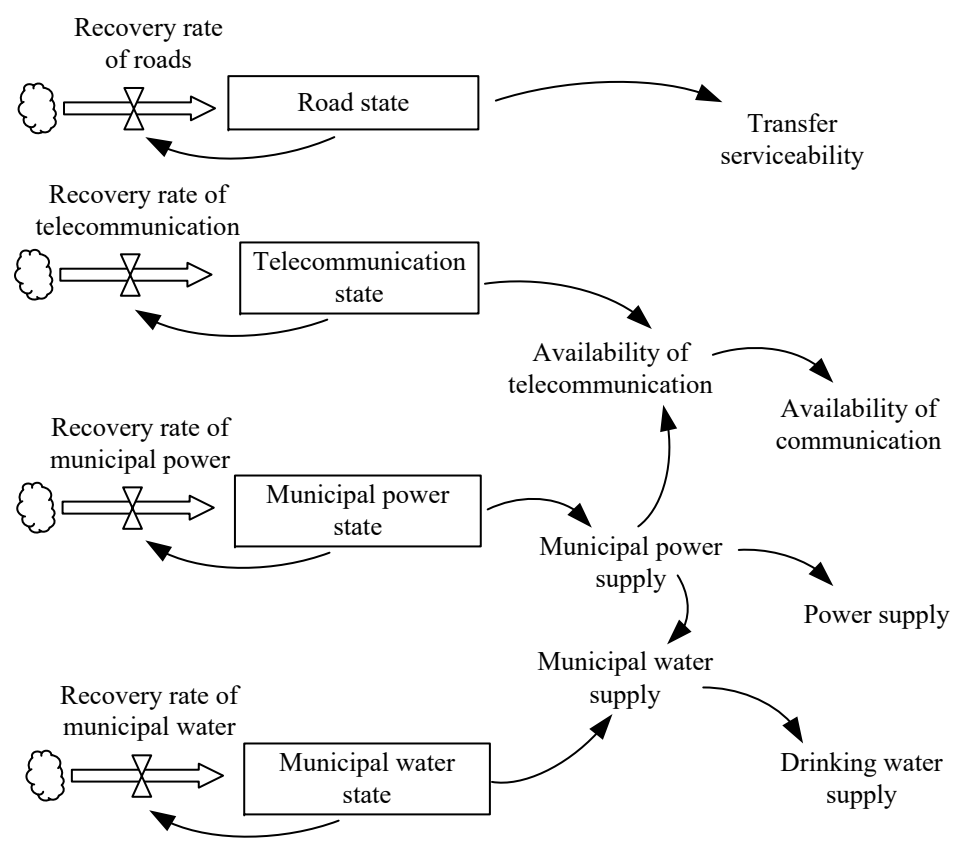 Recovery rate
of roads
Road state
Transfer
serviceability
Recovery rate of
telecommunication
Telecommunication
state
Availability of
telecommunication
Availability of
communication
Recovery rate of
municipal power
Municipal power
state
Municipal power
supply
Power supply
Municipal water
supply
Recovery rate of
municipal water
Municipal water
state
Drinking water
supply